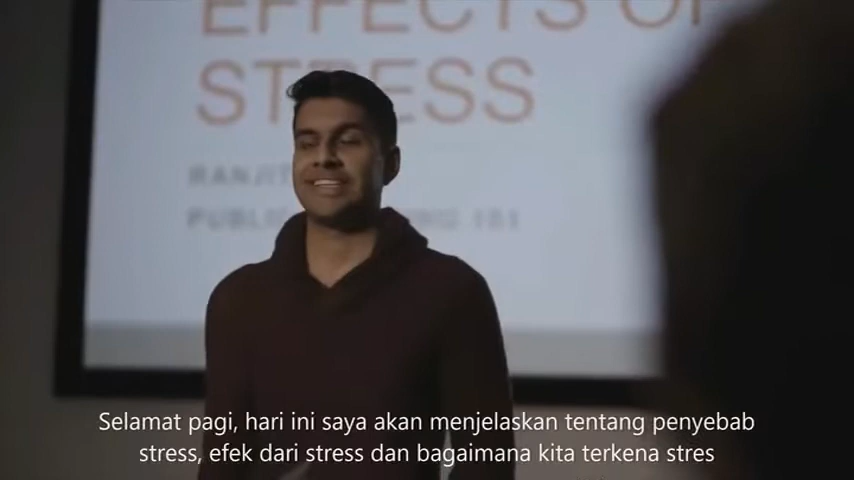 EFFECTS OF
STRESS
RANJIT
Selamat pagi, hari ini saya akan menjelaskan tentang penyebab
stress, efek dari stress dan bagaimana kita terkena stres